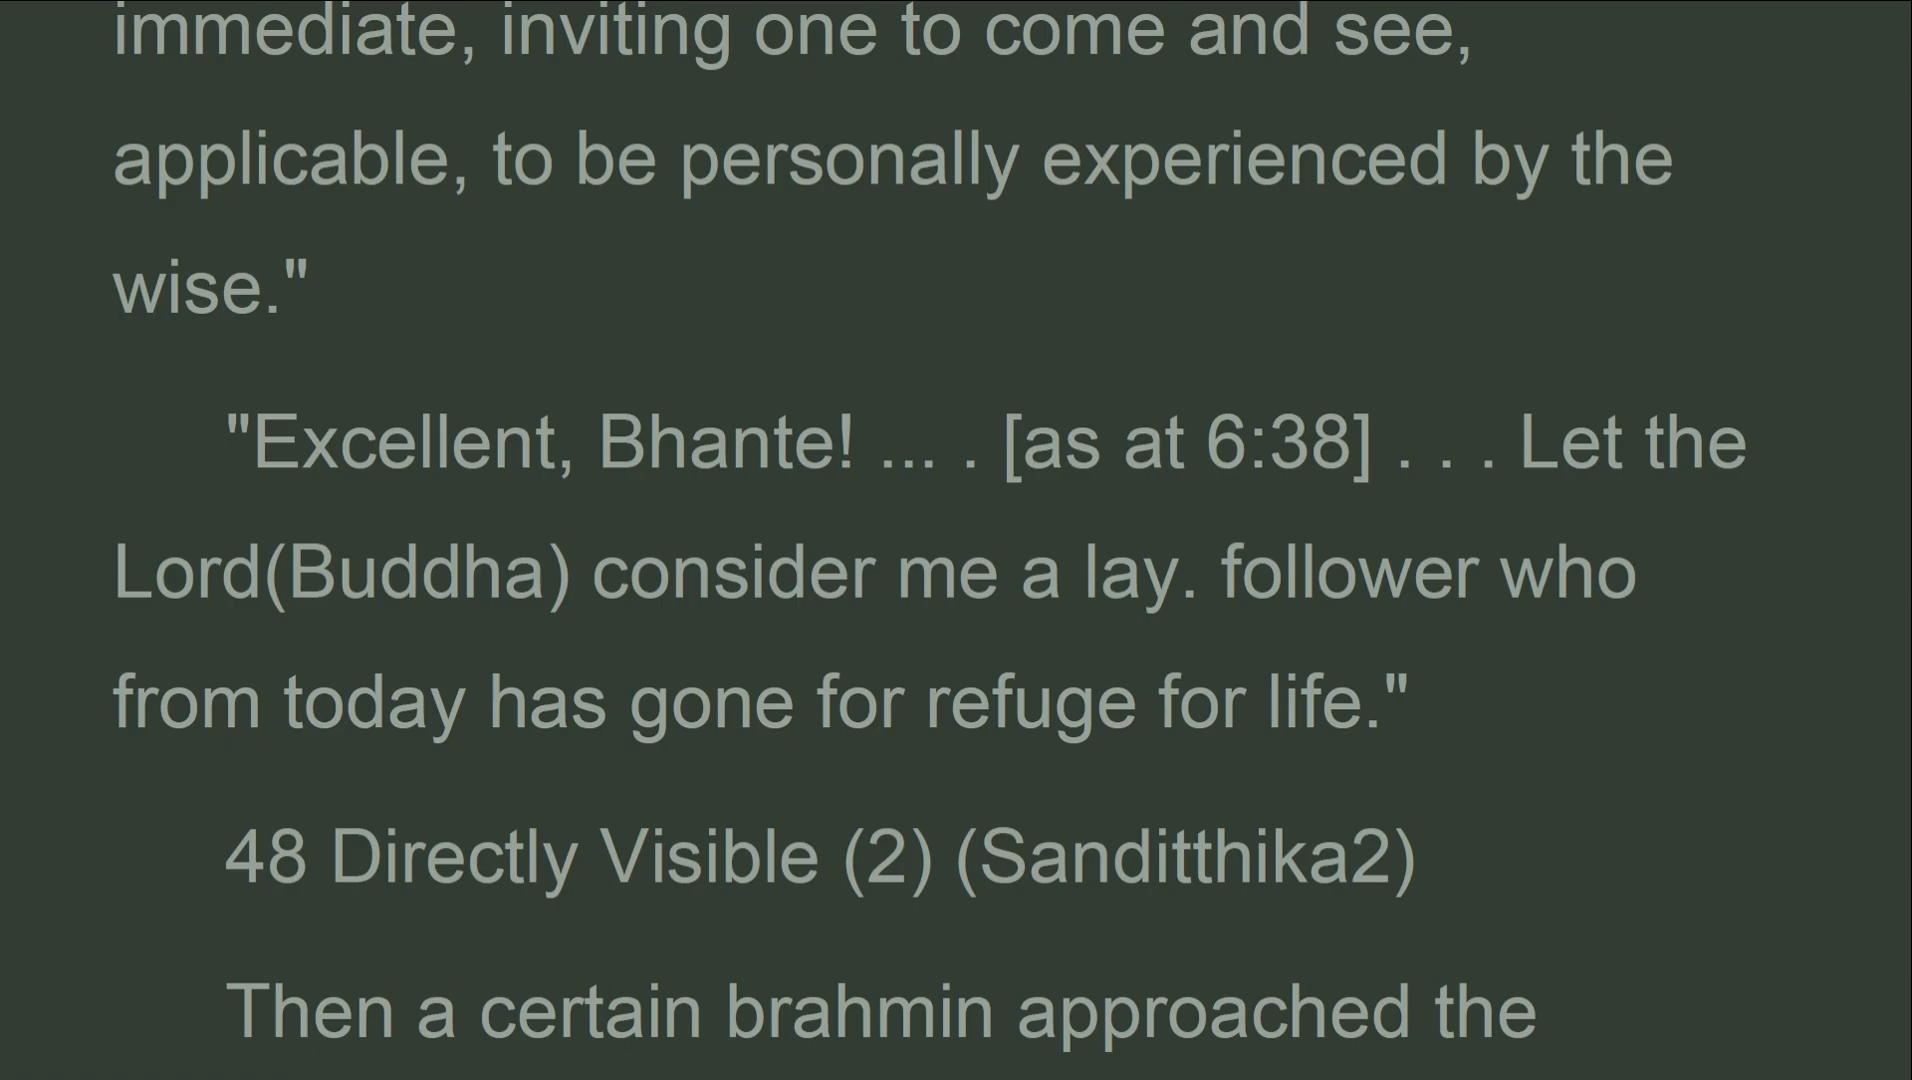 immediate, inviting one to come and see,
applicable, to be personally experienced by the
wise."
"Excellent, Bhante! ... . [as at 6:38] . . . Let the
Lord(Buddha) consider me a lay. follower who
from today has gone for refuge for life."
48 Directly Visible (2) (Sanditthika2)
Then a certain brahmin approached the